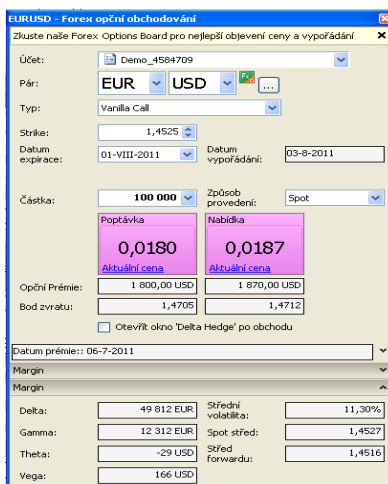 EURUSD - Forex opční obchodování
Zkuste naše Forex Options Board pro nejlepší objevení ceny a vypořádání
Účet: Demo_4584709
Pár: EUR USD Fx ...
Typ: Vanilla Call
Strike: 1,4525
Datum expirace: 01-VIII-2011 Datum vypořádání: 03-8-2011
Částka: 100 000 Způsob provedení: Spot
Poptávka Nabídka
0,0180 0,0187
Aktuální cena Aktuální cena
Opční Prémie:: 1 800,00 USD 1 870,00 USD
Bod zvratu: 1,4705 1,4712
Otevřít okno 'Delta Hedge' po obchodu
Datum prémie:: 06-7-2011
Margin
Margin
Delta: 49 812 EUR Střední volatilita: 11,30%
Gamma: 12 312 EUR Spot střed: 1,4527
Theta: -29 USD Střed forwardu: 1,4516
Vega: 166 USD